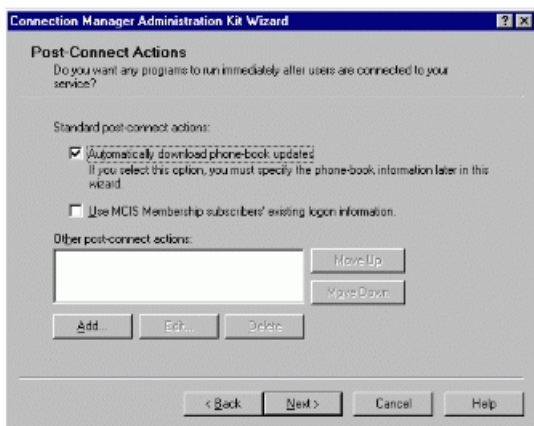 Connection Manager Administration Kit Wizard
Post-Connect Actions
Do you want any programs to run immediately after users are connected to your
service?
Standard post-connect actions:
Automatically download phone-book updates
If you select this option, you must specify the phone-book information later in this
wizard.
Use MCIS Membership subscribers' existing logon information.
Other post-connect actions:
Move Up
Move Down
Add...
Edit...
Delete
< Back
Next >
Cancel
Help